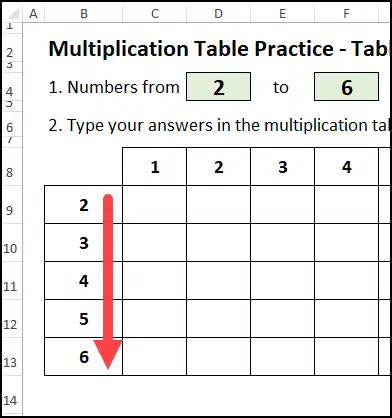 A B C D E F
1
2 Multiplication Table Practice - Tabl
3
4 1. Numbers from 2 to 6
5
6 2. Type your answers in the multiplication tab
7
8 1 2 3 4
9 2
10 3
11 4
12 5
13 6
14